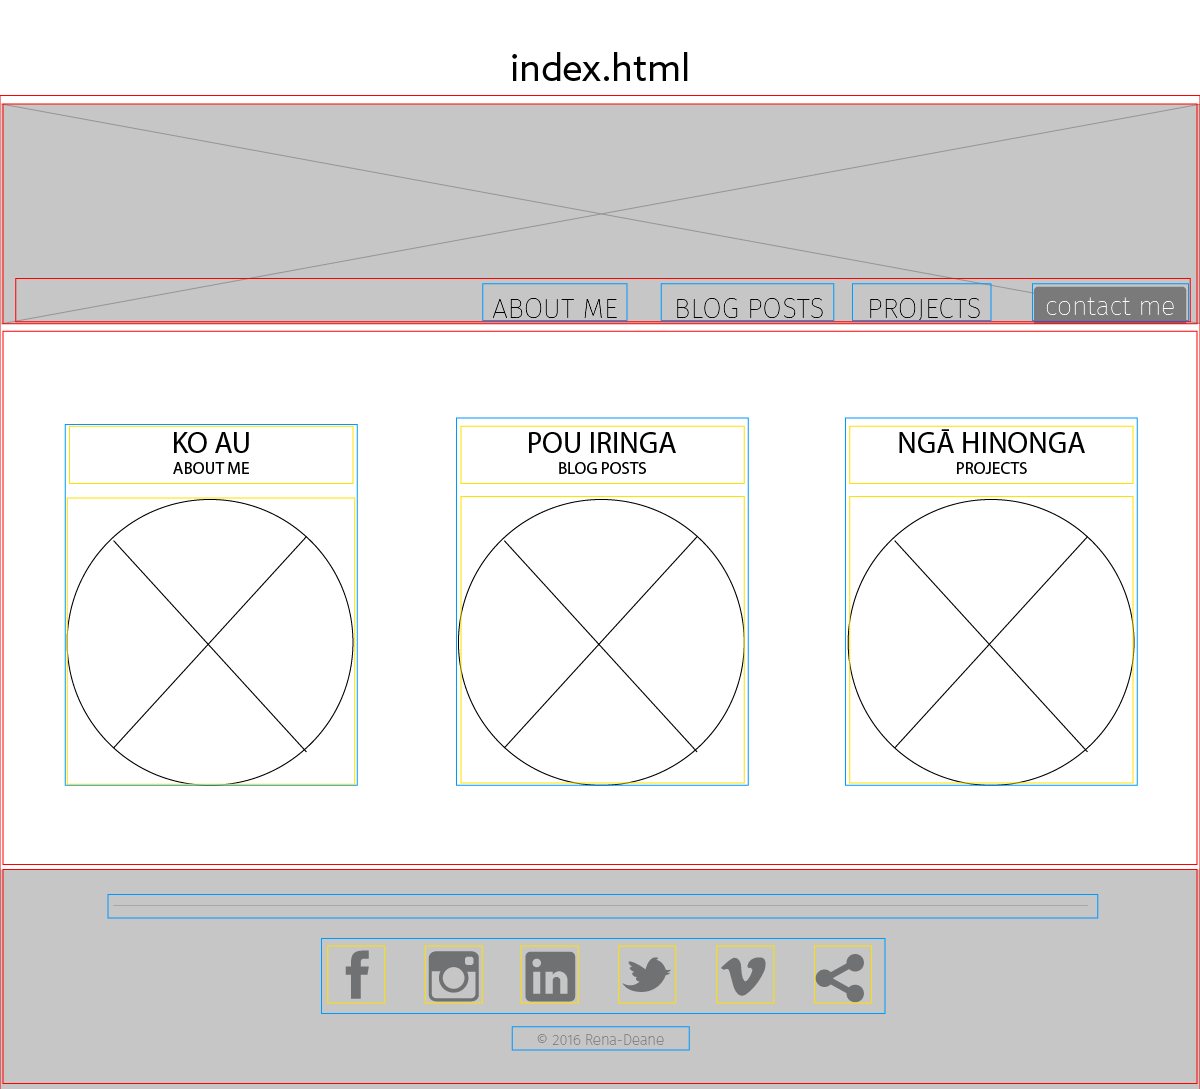 index.html
ABOUT ME BLOG POSTS PROJECTS contact me
KO AU
ABOUT ME
POU IRINGA
BLOG POSTS
NGĀ HINONGA
PROJECTS
© 2016 Rena-Deane